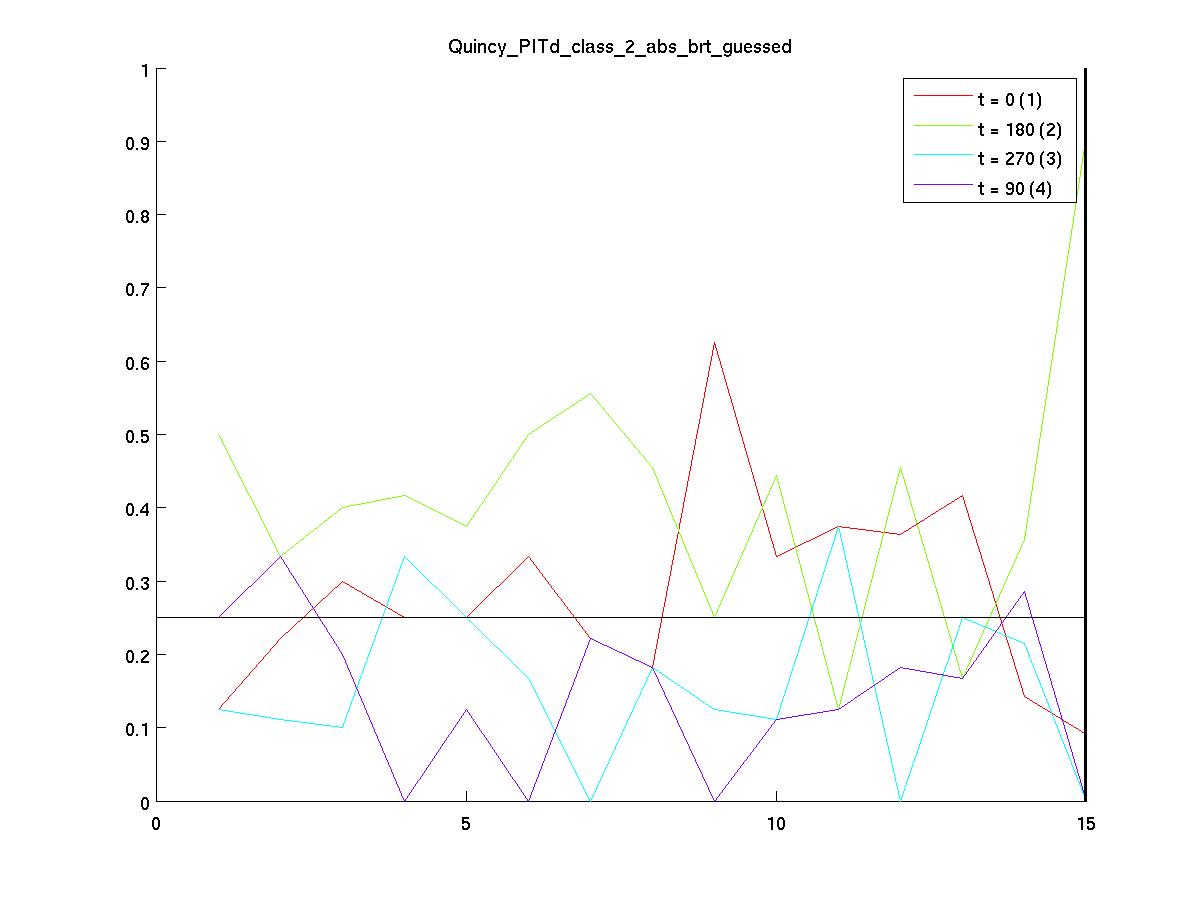 Quincy_PITd_class_2_abs_brt_guessed
1
t = 0 (1)
t = 180 (2)
t = 270 (3)
t = 90 (4)
0.9
0.8
0.7
0.6
0.5
0.4
0.3
0.2
0.1
0
0 5 10 15